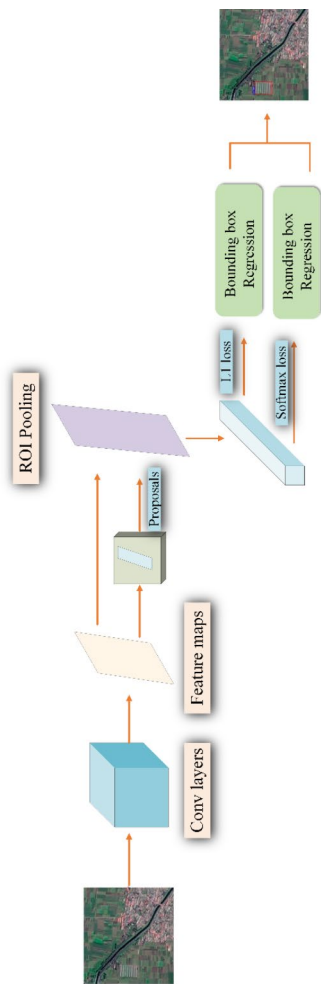 Conv layers
Feature maps
Proposals
ROI Pooling
L1 loss
Softmax loss
Bounding box
Regression
Bounding box
Regression